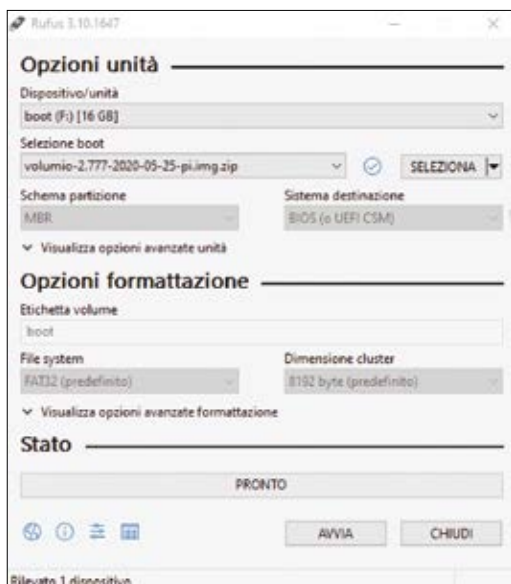 Rufus 3.10.1647
Opzioni unità
Dispositivo/unità
boot (F:) [16 GB]
Selezione boot
volumio-2.777-2020-05-25-pi.img.zip
SELEZIONA
Schema partizione
Sistema destinazione
MBR
BIOS (o UEFI CSM)
Visualizza opzioni avanzate unità
Opzioni formattazione
Etichetta volume
boot
File system
Dimensione cluster
FAT32 (predefinito)
8192 byte (predefinito)
Visualizza opzioni avanzate formattazione
Stato
PRONTO
AVVIA
CHIUDI
Rilevato 1 dispositivo